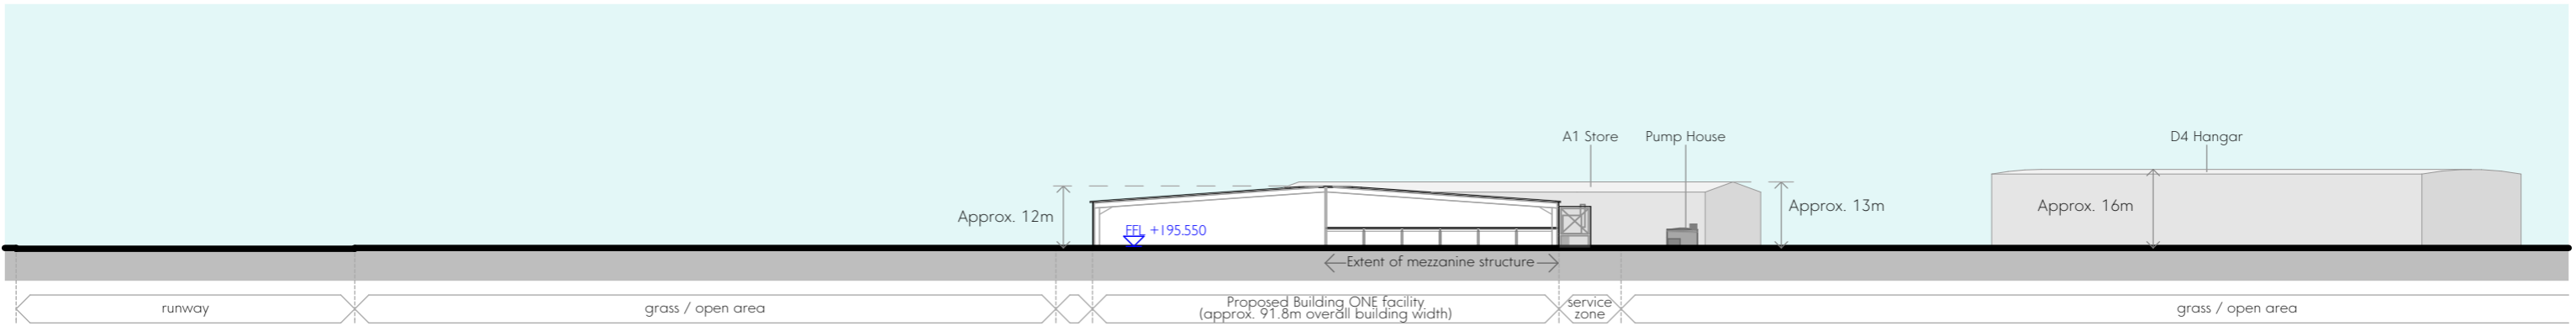 A1 Store
Pump House
D4 Hangar
Approx. 12m
Approx. 13m
Approx. 16m
FFL +195.550
Extent of mezzanine structure
runway
grass / open area
Proposed Building ONE facility
(approx. 91.8m overall building width)
service
zone
grass / open area